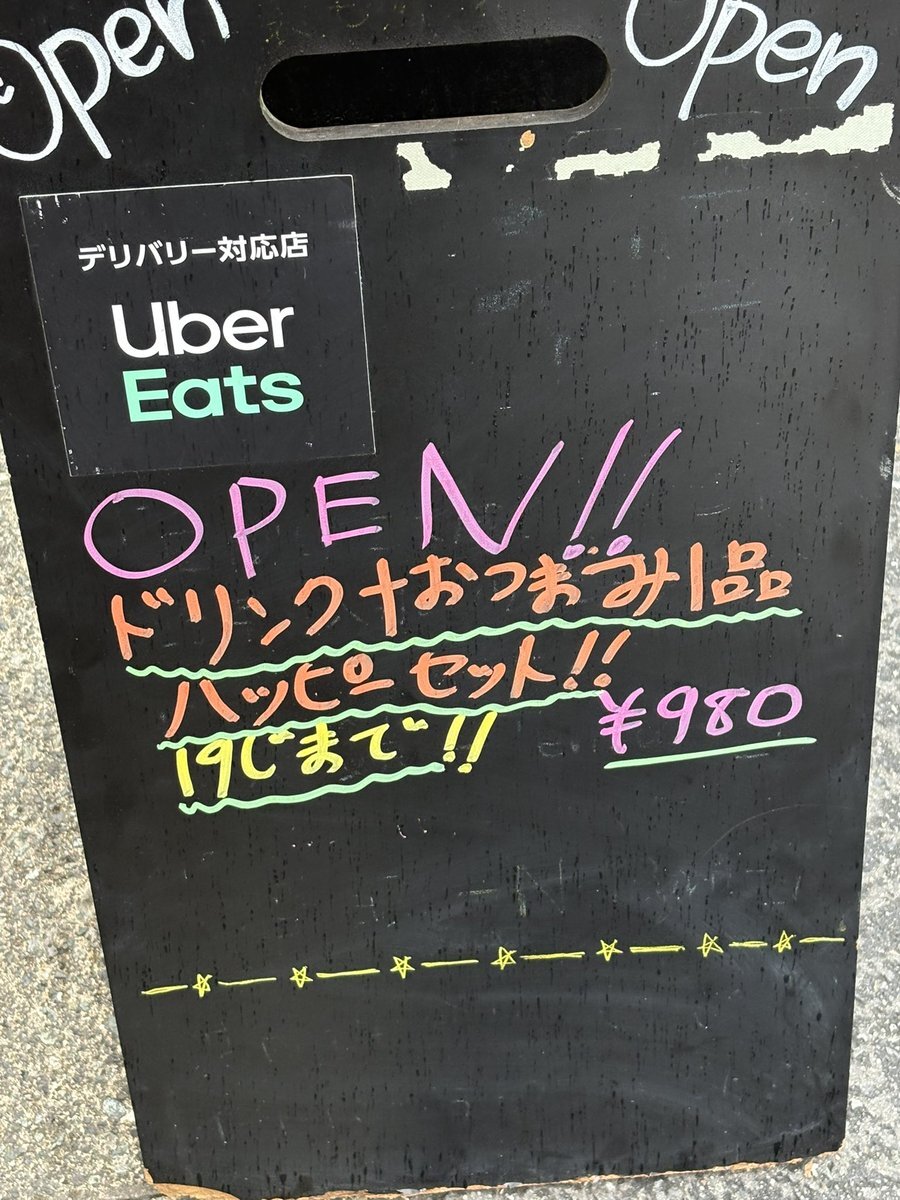 Open
Open
デリバリー対応店
Uber
Eats
OPEN!!
ドリンク+おつまみ1品
ハッピーセット!!
19じまで!!
¥980